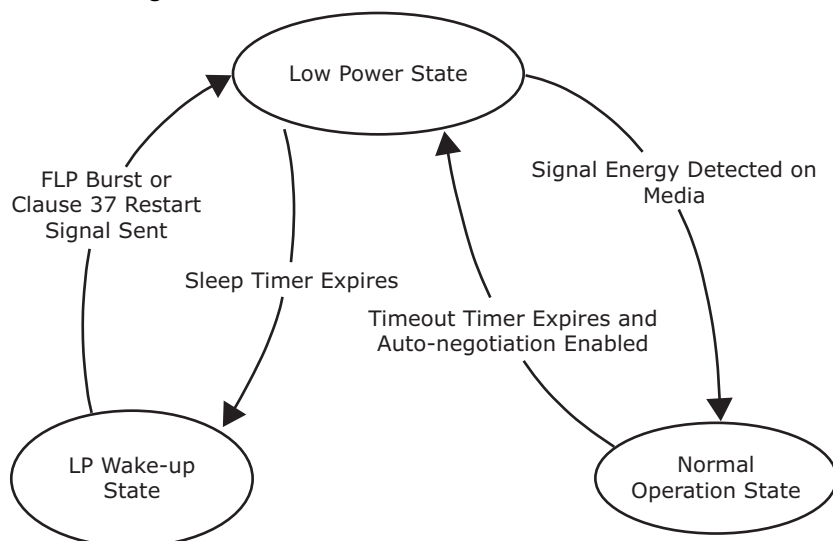 Low Power State
FLP Burst or
Clause 37 Restart
Signal Sent
Signal Energy Detected on
Media
Sleep Timer Expires
Timeout Timer Expires and
Auto-negotiation Enabled
LP Wake-up
State
Normal
Operation State